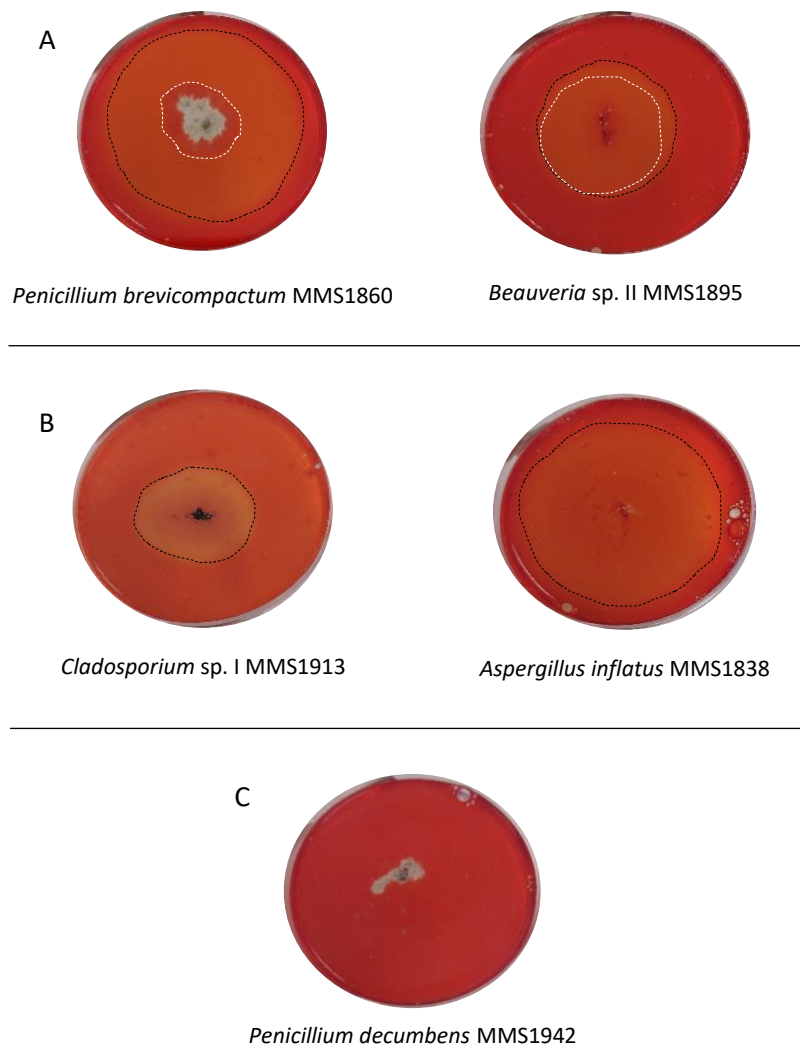 A
Penicillium brevicompactum MMS1860
Beauveria sp. II MMS1895
B
Cladosporium sp. I MMS1913
Aspergillus inflatus MMS1838
C
Penicillium decumbens MMS1942